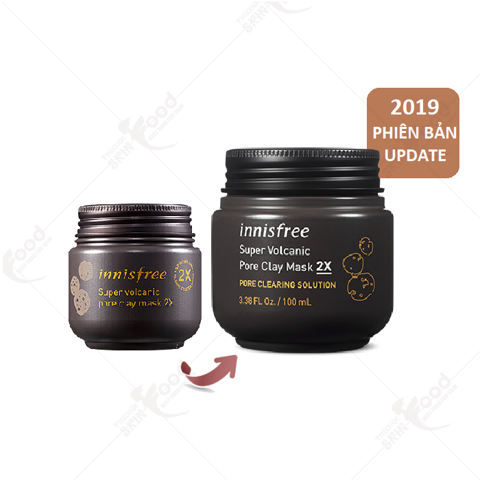 2019
PHIÊN BẢN
UPDATE
innisfree
Super Volcanic
Pore Clay Mask 2X
PORE CLEARING SOLUTION
3.38 FL Oz. / 100 mL
innisfree
Super volcanic
pore clay mask 2X
2X